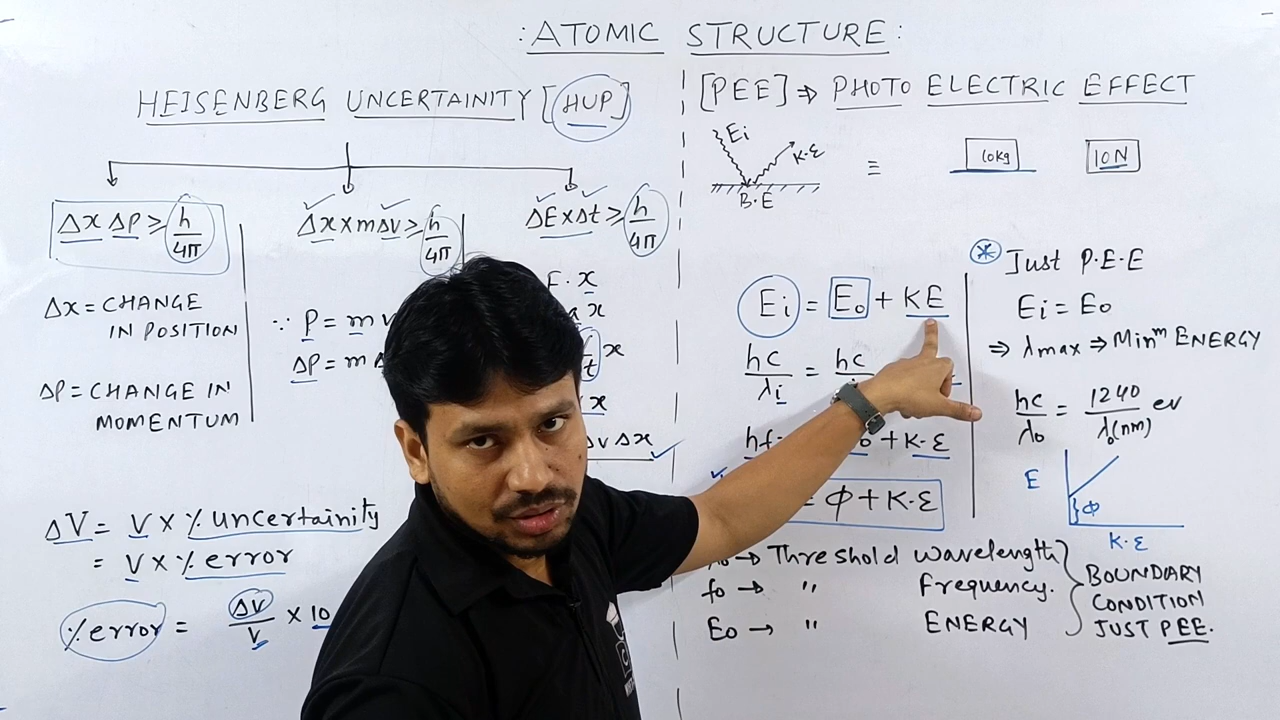 : ATOMIC STRUCTURE :
HEISENBERG UNCERTAINITY [HUP]
Δx ΔP ≥ h/4π
Δx × mΔv ≥ h/4π
ΔE × Δt ≥ h/4π
Δx = CHANGE
IN POSITION
ΔP = CHANGE IN
MOMENTUM
∵ P = m v
ΔP = m Δ
F · x
x
x
x
Δv Δx
ΔV = V × % uncertainity
= V × % error
% error = ΔV/V × 10
[PEE] ⇒ PHOTO ELECTRIC EFFECT
Ei
K·E
B·E
≡
10Kg
10N
Ei = E₀ + KE
hc/λi = hc
hf = + K·E
= φ + K·E
* Just P.E.E
Ei = E₀
⇒ λmax ⇒ Minᵐ ENERGY
hc/λ₀ = 1240/λ₀(nm) ev
E
φ
K·E
λ₀ → Threshold wavelength
f₀ → " Frequency.
E₀ → " ENERGY
BOUNDARY
CONDITION
JUST PEE.